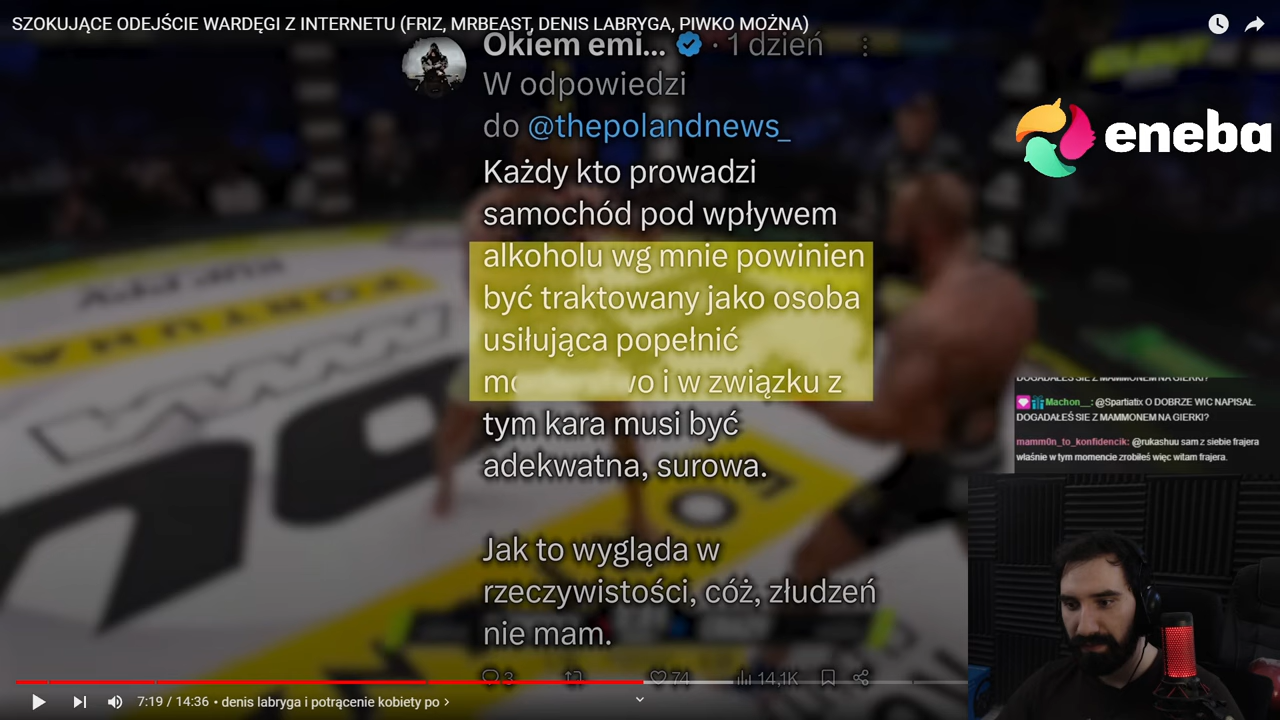 SZOKUJĄCE ODEJŚCIE WARDĘGI Z INTERNETU (FRIZ, MRBEAST, DENIS LABRYGA, PIWKO MOŻNA)
Okiem emi... · 1 dzień
W odpowiedzi
do @thepolandnews_
Każdy kto prowadzi
samochód pod wpływem
alkoholu wg mnie powinien
być traktowany jako osoba
usiłująca popełnić
i w związku z
tym kara musi być
adekwatna, surowa.
Jak to wygląda w
rzeczywistości, cóż, złudzeń
nie mam.
3
74
14,1K
eneba
DOGADAŁEŚ SIE Z MAMMONEM NA GIERKI?
Machon__: @Spartiatix O DOBRZE WIC NAPISAŁ.
DOGADAŁEŚ SIE Z MAMMONEM NA GIERKI?
mamm0n_to_konfidencik: @rukashuu sam z siebie frajera
właśnie w tym momencie zrobiłeś więc witam frajera.
7:19 / 14:36 • denis labryga i potrącenie kobiety po >